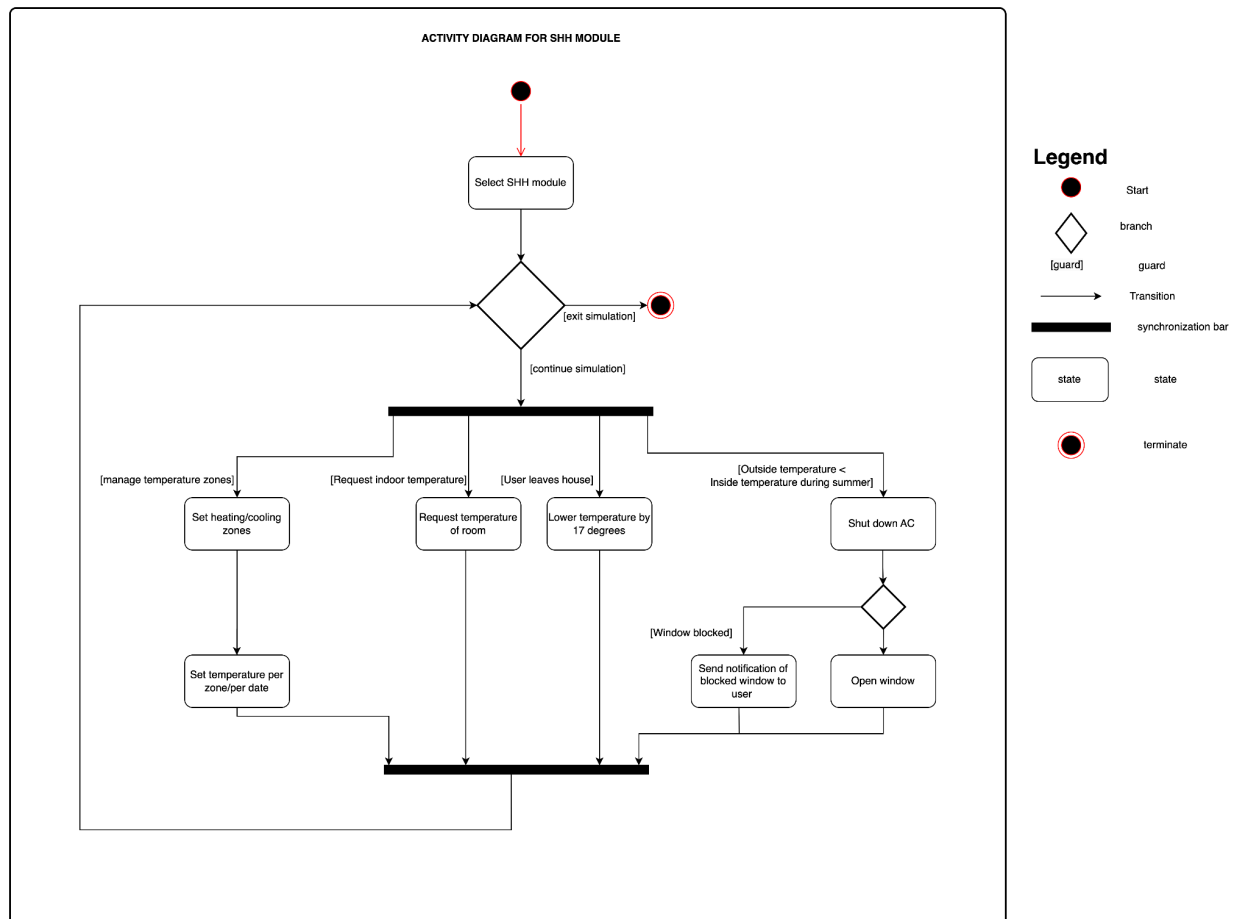 ACTIVITY DIAGRAM FOR SHH MODULE
Select SHH module
[exit simulation]
[continue simulation]
[manage temperature zones]
[Request indoor temperature]
[User leaves house]
[Outside temperature <
Inside temperature during summer]
Set heating/cooling
zones
Request temperature
of room
Lower temperature by
17 degrees
Shut down AC
[Window blocked]
Set temperature per
zone/per date
Send notification of
blocked window to
user
Open window
Legend
Start
branch
[guard]
guard
Transition
synchronization bar
state
state
terminate